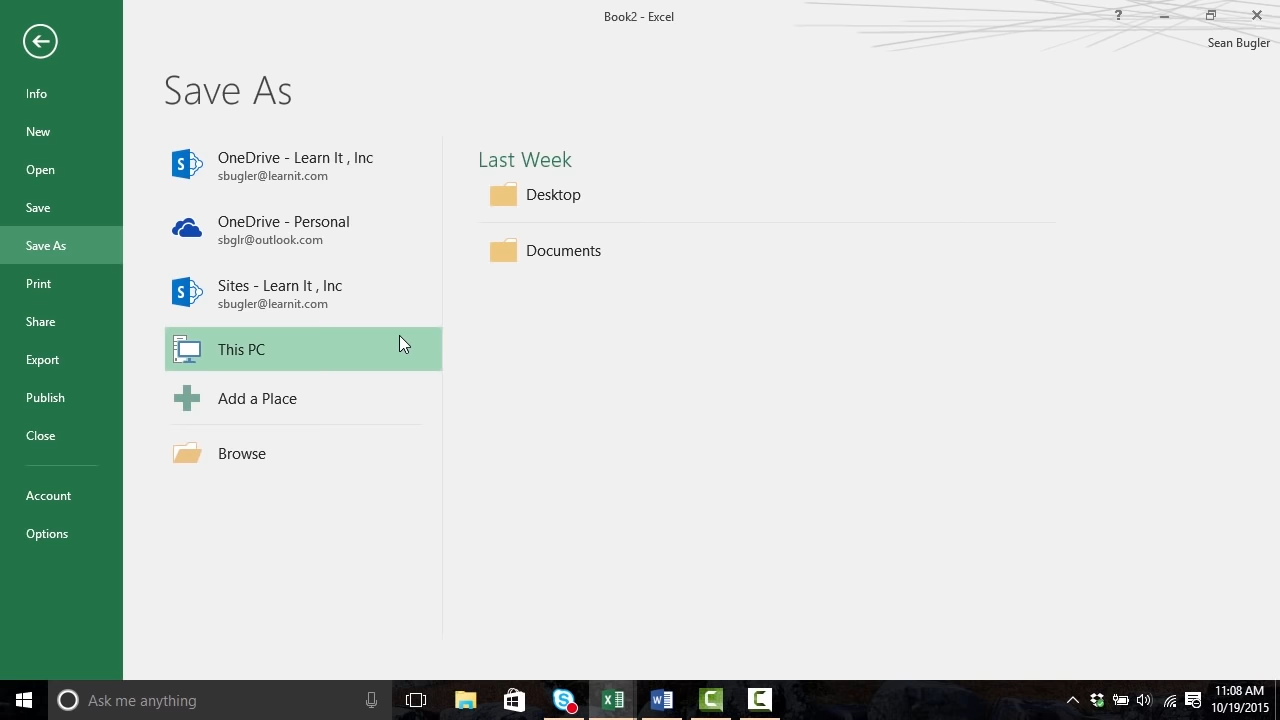 Book2 - Excel
?
Sean Bugler
Info
New
Open
Save
Save As
Print
Share
Export
Publish
Close
Account
Options
Save As
OneDrive - Learn It , Inc
sbugler@learnit.com
OneDrive - Personal
sbglr@outlook.com
Sites - Learn It , Inc
sbugler@learnit.com
This PC
Add a Place
Browse
Last Week
Desktop
Documents
Ask me anything
11:08 AM
10/19/2015